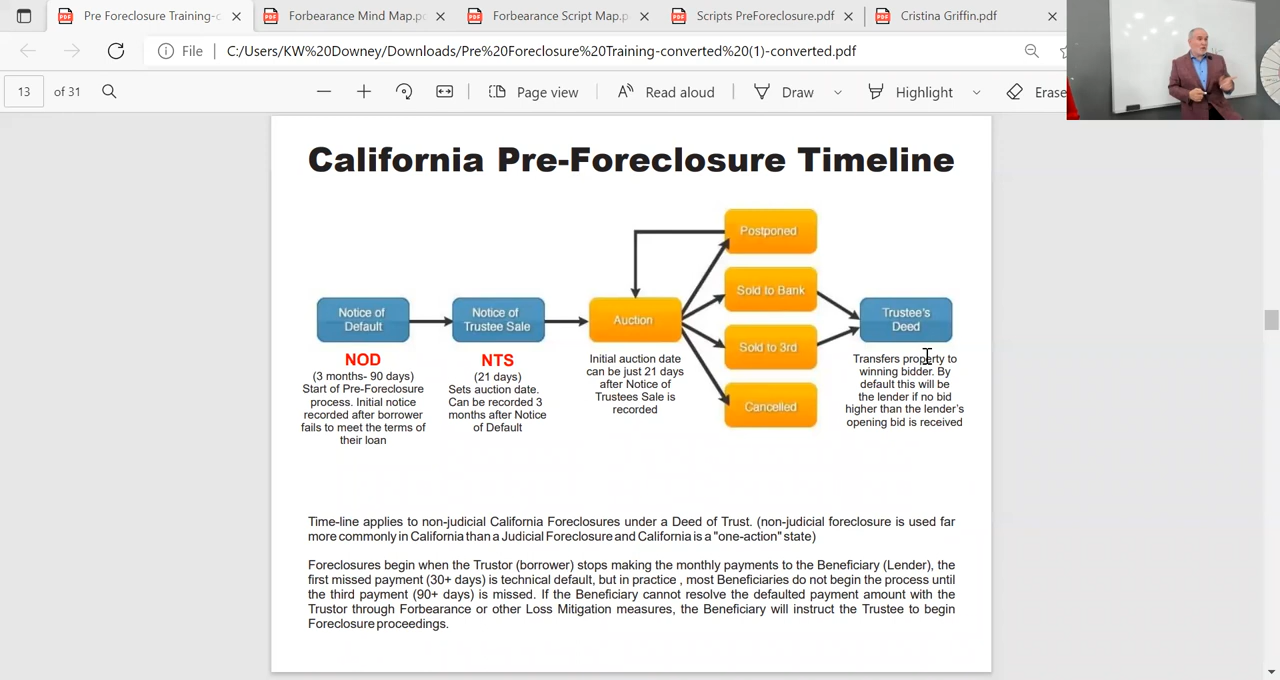 Pre Foreclosure Training-c
Forbearance Mind Map.pc
Forbearance Script Map.p
Scripts PreForeclosure.pdf
Cristina Griffin.pdf
File
C:/Users/KW%20Downey/Downloads/Pre%20Foreclosure%20Training-converted%20(1)-converted.pdf
13 of 31
Page view
Read aloud
Draw
Highlight
Erase
California Pre-Foreclosure Timeline
Postponed
Sold to Bank
Notice of
Default
Notice of
Trustee Sale
Auction
Trustee's
Deed
Sold to 3rd
Cancelled
NOD
(3 months- 90 days)
Start of Pre-Foreclosure
process. Initial notice
recorded after borrower
fails to meet the terms of
their loan
NTS
(21 days)
Sets auction date.
Can be recorded 3
months after Notice
of Default
Initial auction date
can be just 21 days
after Notice of
Trustees Sale is
recorded
Transfers property to
winning bidder. By
default this will be
the lender if no bid
higher than the lender's
opening bid is received
Time-line applies to non-judicial California Foreclosures under a Deed of Trust. (non-judicial foreclosure is used far
more commonly in California than a Judicial Foreclosure and California is a "one-action" state)
Foreclosures begin when the Trustor (borrower) stops making the monthly payments to the Beneficiary (Lender), the
first missed payment (30+ days) is technical default, but in practice , most Beneficiaries do not begin the process until
the third payment (90+ days) is missed. If the Beneficiary cannot resolve the defaulted payment amount with the
Trustor through Forbearance or other Loss Mitigation measures, the Beneficiary will instruct the Trustee to begin
Foreclosure proceedings.